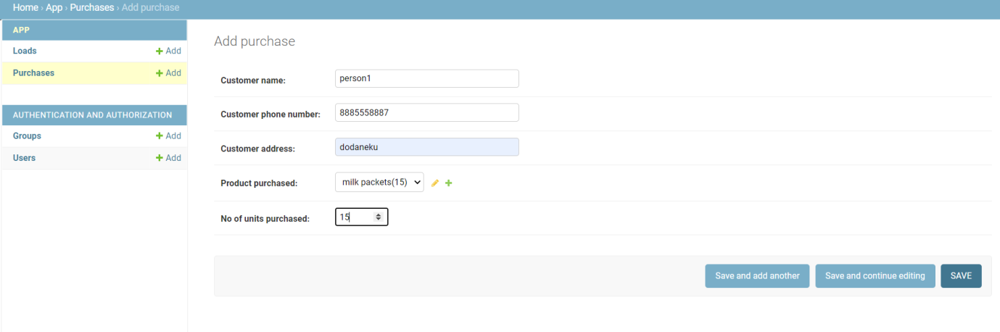 Home › App › Purchases › Add purchase
APP
Loads + Add
Purchases + Add
AUTHENTICATION AND AUTHORIZATION
Groups + Add
Users + Add
Add purchase
Customer name: person1
Customer phone number: 8885558887
Customer address: dodaneku
Product purchased: milk packets(15)
No of units purchased: 15
Save and add another Save and continue editing SAVE